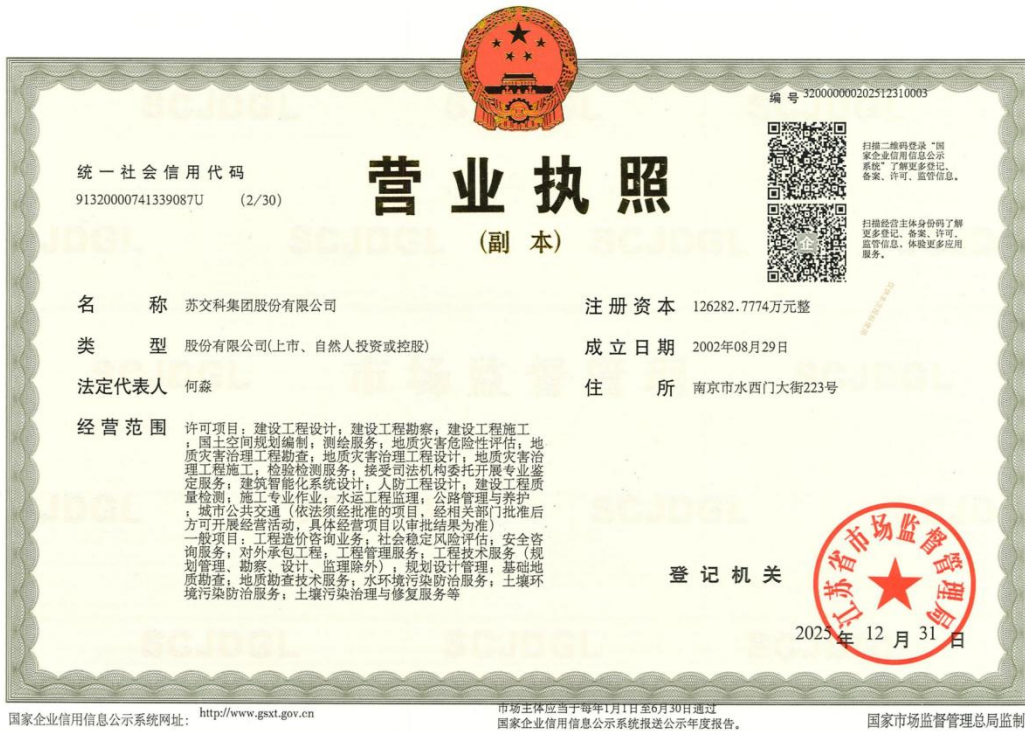 编 号 320000000202512310003
统一社会信用代码
91320000741339087U (2/30)
营业执照
(副 本)
扫描二维码登录“国
家企业信用信息公示
系统”了解更多登记、
备案、许可、监管信息。
扫描经营主体身份码了解
更多登记、备案、许可、
监管信息，体验更多应用
服务。
企
名 称 苏交科集团股份有限公司
注册资本 126282.7774万元整
类 型 股份有限公司(上市、自然人投资或控股)
成立日期 2002年08月29日
法定代表人 何淼
住 所 南京市水西门大街223号
经营范围 许可项目：建设工程设计；建设工程勘察；建设工程施工
；国土空间规划编制；测绘服务；地质灾害危险性评估；地
质灾害治理工程勘查；地质灾害治理工程设计；地质灾害治
理工程施工；检验检测服务；接受司法机构委托开展专业鉴
定服务；建筑智能化系统设计；人防工程设计；建设工程质
量检测；施工专业作业；水运工程监理；公路管理与养护
；城市公共交通（依法须经批准的项目，经相关部门批准后
方可开展经营活动，具体经营项目以审批结果为准）
一般项目：工程造价咨询业务；社会稳定风险评估；安全咨
询服务；对外承包工程；工程管理服务；工程技术服务（规
划管理、勘察、设计、监理除外）；规划设计管理；基础地
质勘查；地质勘查技术服务；水环境污染防治服务；土壤环
境污染防治服务；土壤污染治理与修复服务等
登记机关
江苏省市场监督管理局
2025 年 12 月 31 日
国家企业信用信息公示系统网址： http://www.gsxt.gov.cn
市场主体应当于每年1月1日至6月30日通过
国家企业信用信息公示系统报送公示年度报告。
国家市场监督管理总局监制
SCJDGL
市场监督管理